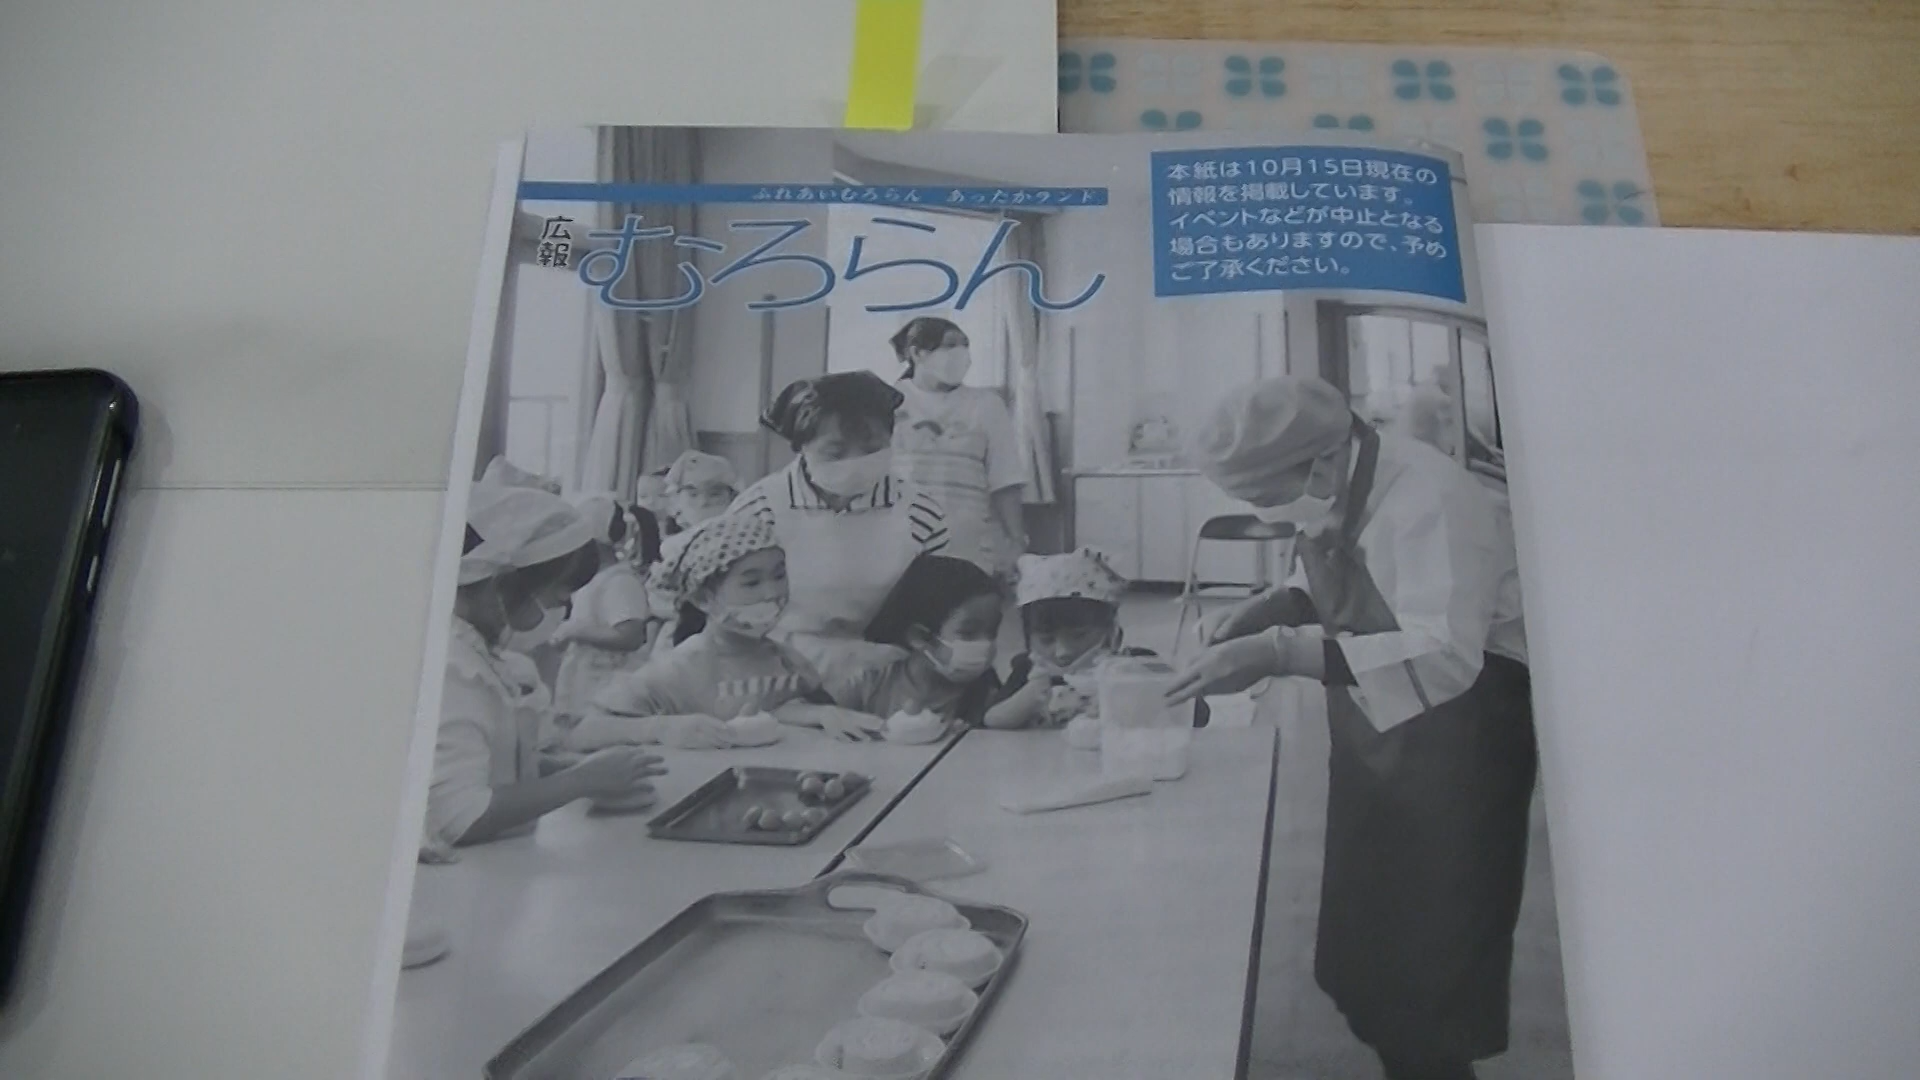 ふれあいむろらん あったかランド
広報
むろらん
本紙は10月15日現在の
情報を掲載しています。
イベントなどが中止となる
場合もありますので、予め
ご了承ください。